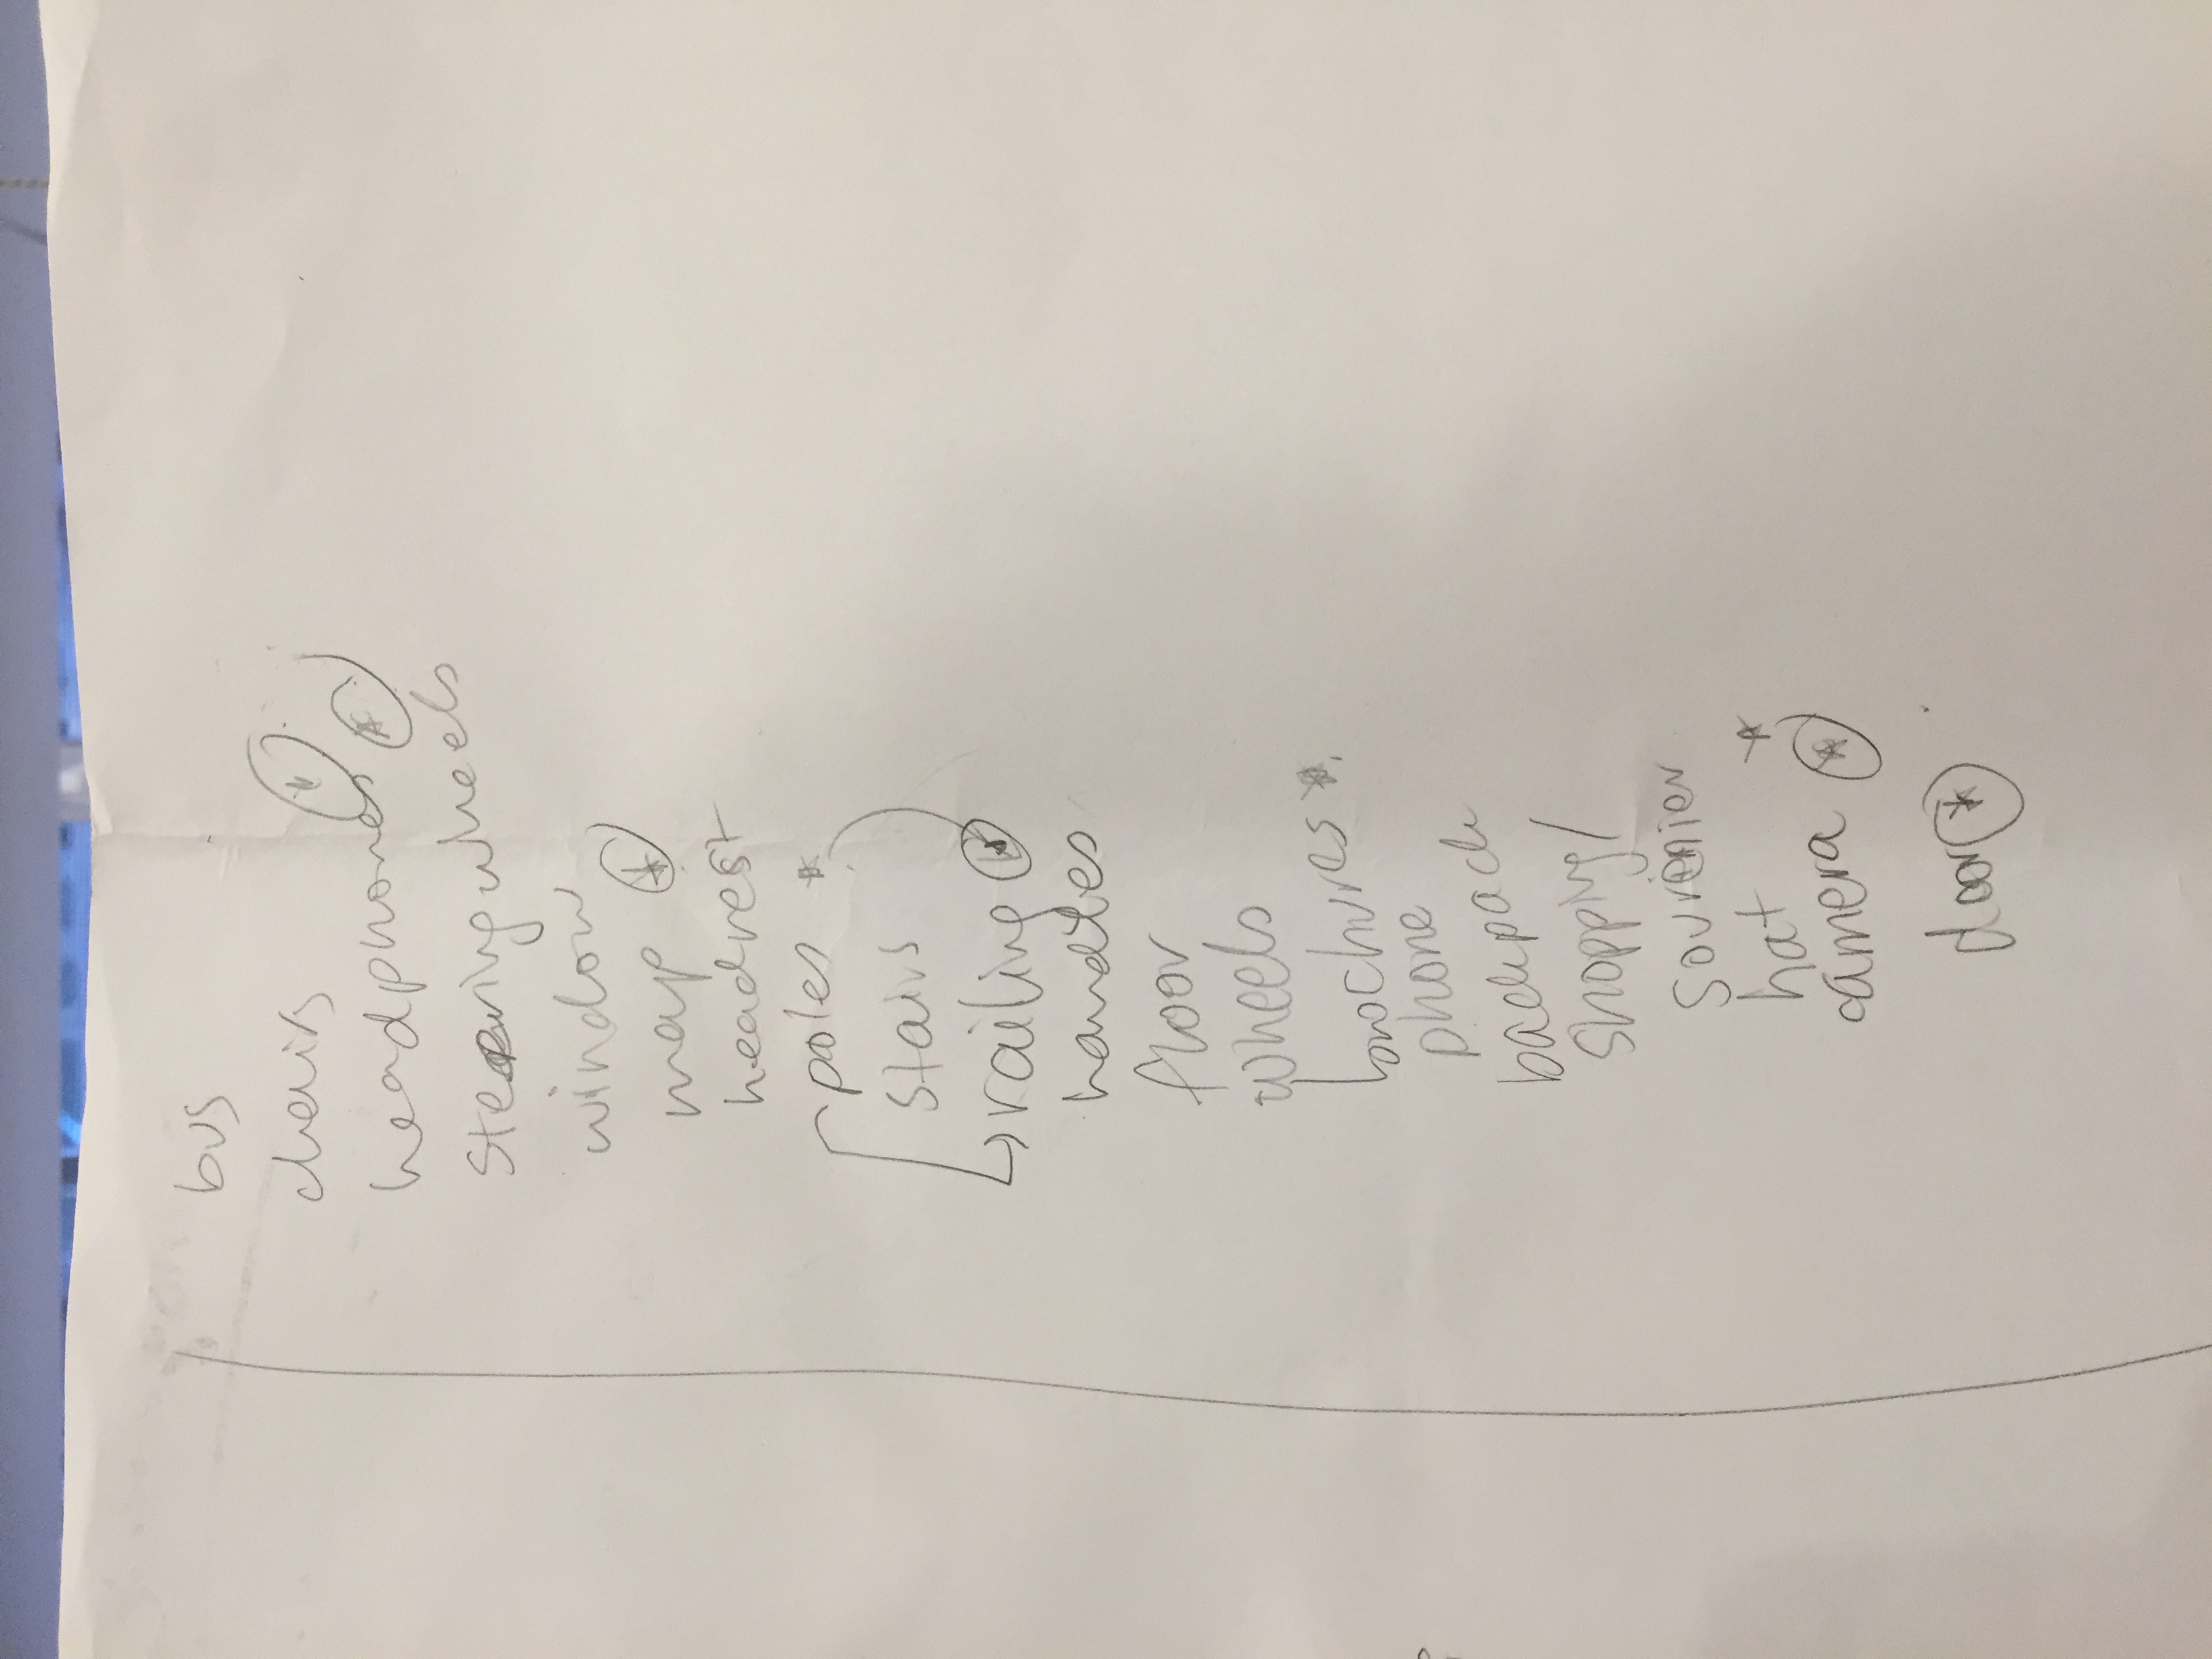 bus
chairs
headphones *
steering wheels
window
map *
headrest
poles *
stairs
railing *
handles
floor
wheels
brochures *
phone
backpack
shopping/
souvenier
hat *
camera *
door *